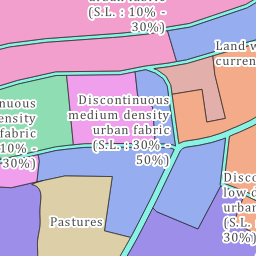 urban fabric
(S.L. : 10% -
30%)
Land w
curren
nuous
ensity
fabric
10% -
30%)
Discontinuous
medium density
urban fabric
(S.L. : 30% -
50%)
Disco
low d
urban
(S.L.
30%)
Pastures